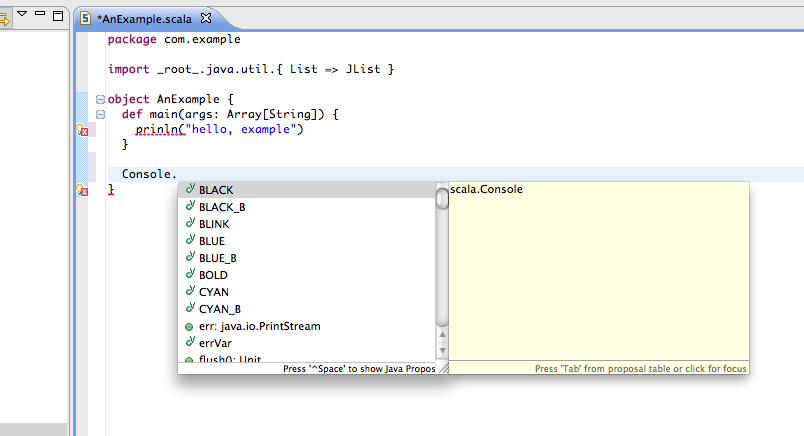 *AnExample.scala
package com.example
import _root_.java.util.{ List => JList }
object AnExample {
def main(args: Array[String]) {
prinln("hello, example")
}
Console.
}
BLACK
BLACK_B
BLINK
BLUE
BLUE_B
BOLD
CYAN
CYAN_B
err: java.io.PrintStream
errVar
flush(): Unit
Press '^Space' to show Java Propos
scala.Console
Press 'Tab' from proposal table or click for focus